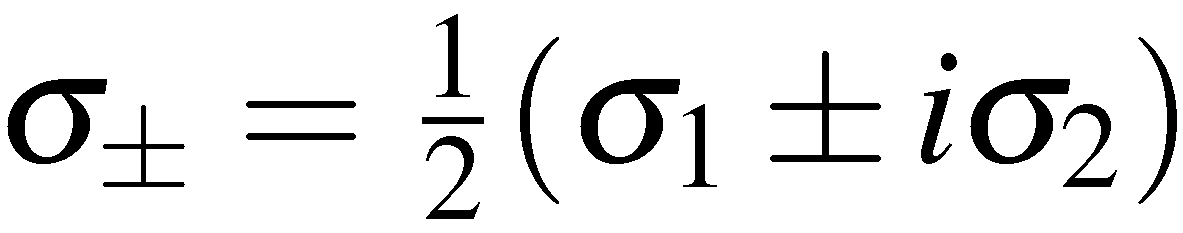 σ± = 1/2 (σ1 ± iσ2)